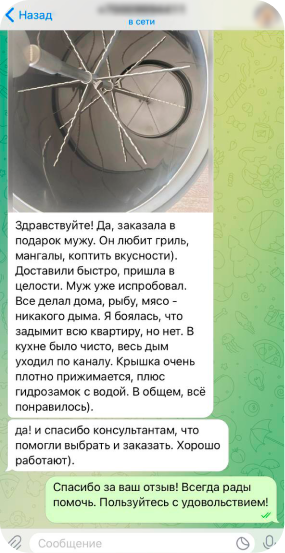 Назад
в сети
Здравствуйте! Да, заказала в
подарок мужу. Он любит гриль,
мангалы, коптить вкусности).
Доставили быстро, пришла в
целости. Муж уже испробовал.
Все делал дома, рыбу, мясо -
никакого дыма. Я боялась, что
задымит всю квартиру, но нет. В
кухне было чисто, весь дым
уходил по каналу. Крышка очень
плотно прижимается, плюс
гидрозамок с водой. В общем, всё
понравилось).
да! и спасибо консультантам, что
помогли выбрать и заказать. Хорошо
работают).
Спасибо за ваш отзыв! Всегда рады
помочь. Пользуйтесь с удовольствием!
Сообщение